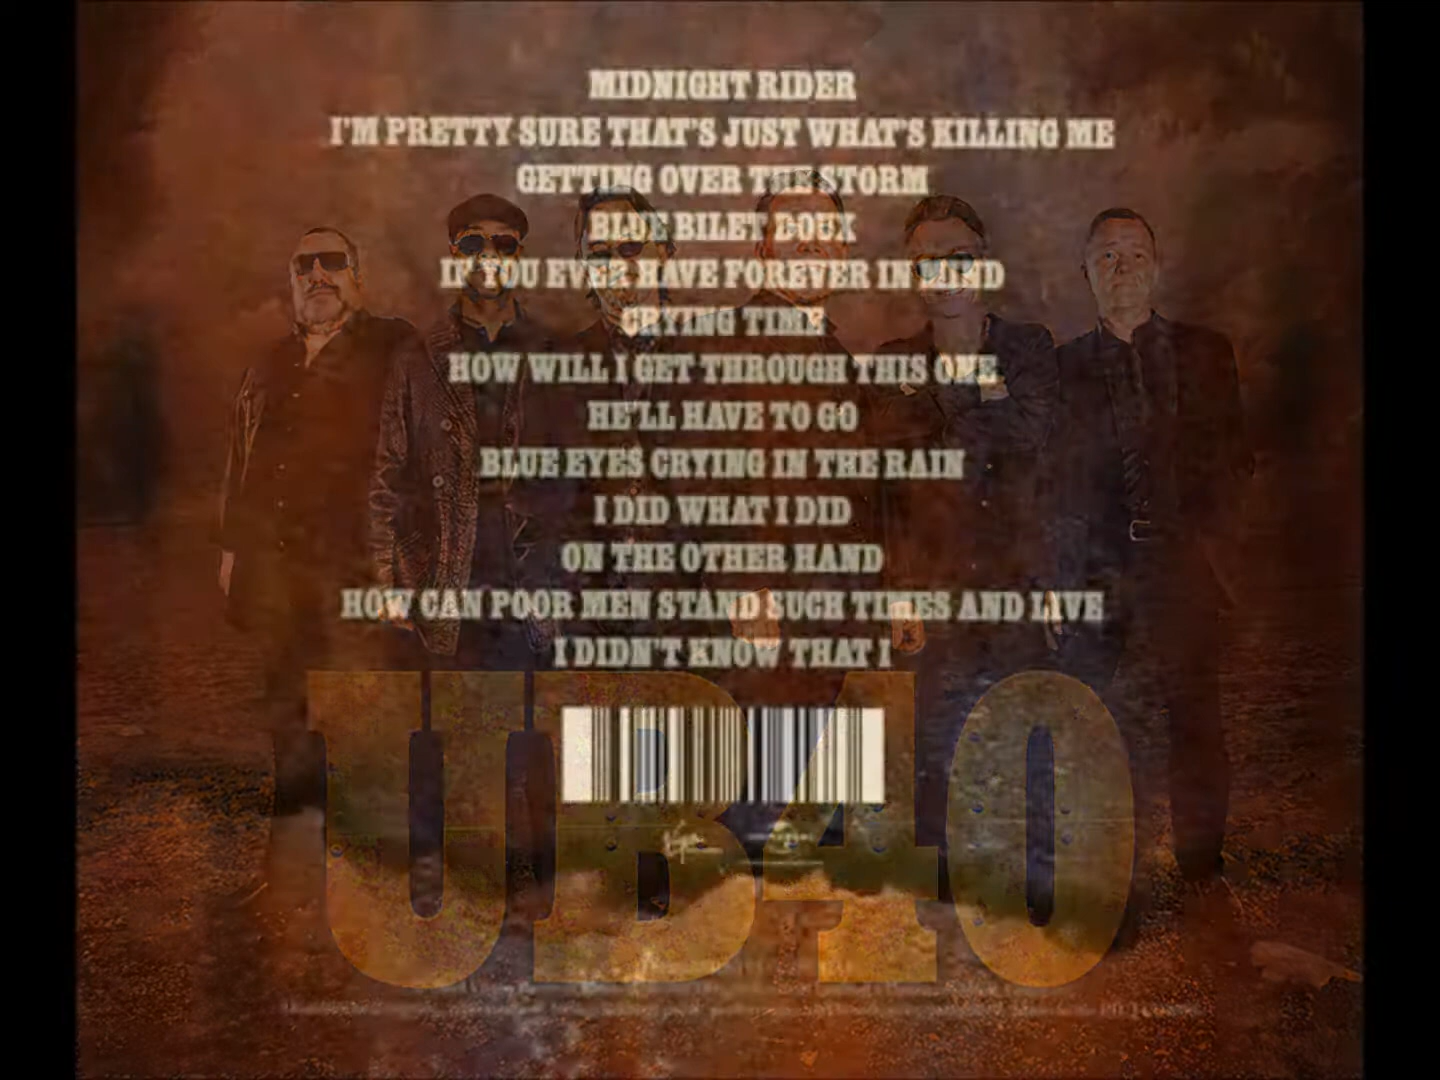 MIDNIGHT RIDER
I'M PRETTY SURE THAT'S JUST WHAT'S KILLING ME
GETTING OVER THE STORM
BLUE BILET DOUX
IF YOU EVER HAVE FOREVER IN MIND
CRYING TIME
HOW WILL I GET THROUGH THIS ONE
HE'LL HAVE TO GO
BLUE EYES CRYING IN THE RAIN
I DID WHAT I DID
ON THE OTHER HAND
HOW CAN POOR MEN STAND SUCH TIMES AND LIVE
I DIDN'T KNOW THAT I
UB40
Virgin